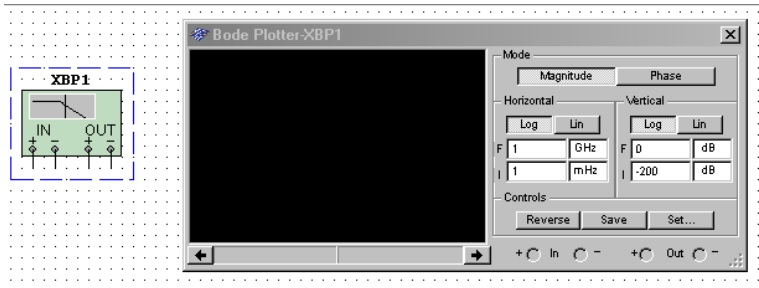 XBP1
IN OUT
+ − + −
Bode Plotter-XBP1
Mode
Magnitude Phase
Horizontal Vertical
Log Lin Log Lin
F 1 GHz F 0 dB
I 1 mHz I -200 dB
Controls
Reverse Save Set...
+ In − + Out −